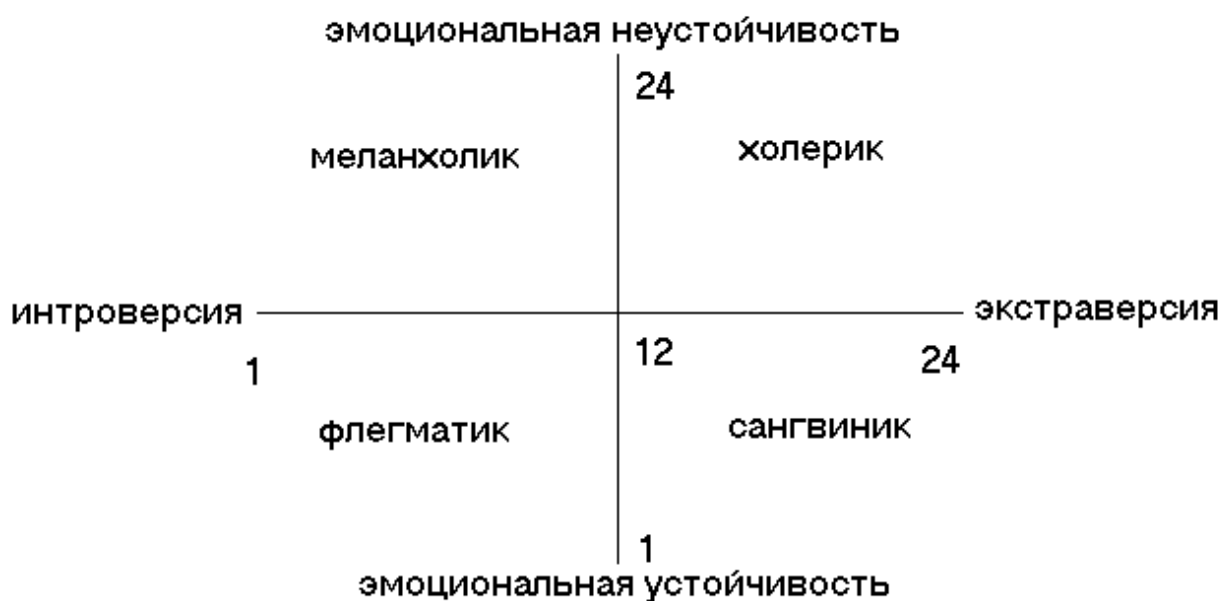 эмоциональная неустойчивость
24
меланхолик
холерик
интроверсия
экстраверсия
1
12
24
флегматик
сангвиник
1
эмоциональная устойчивость